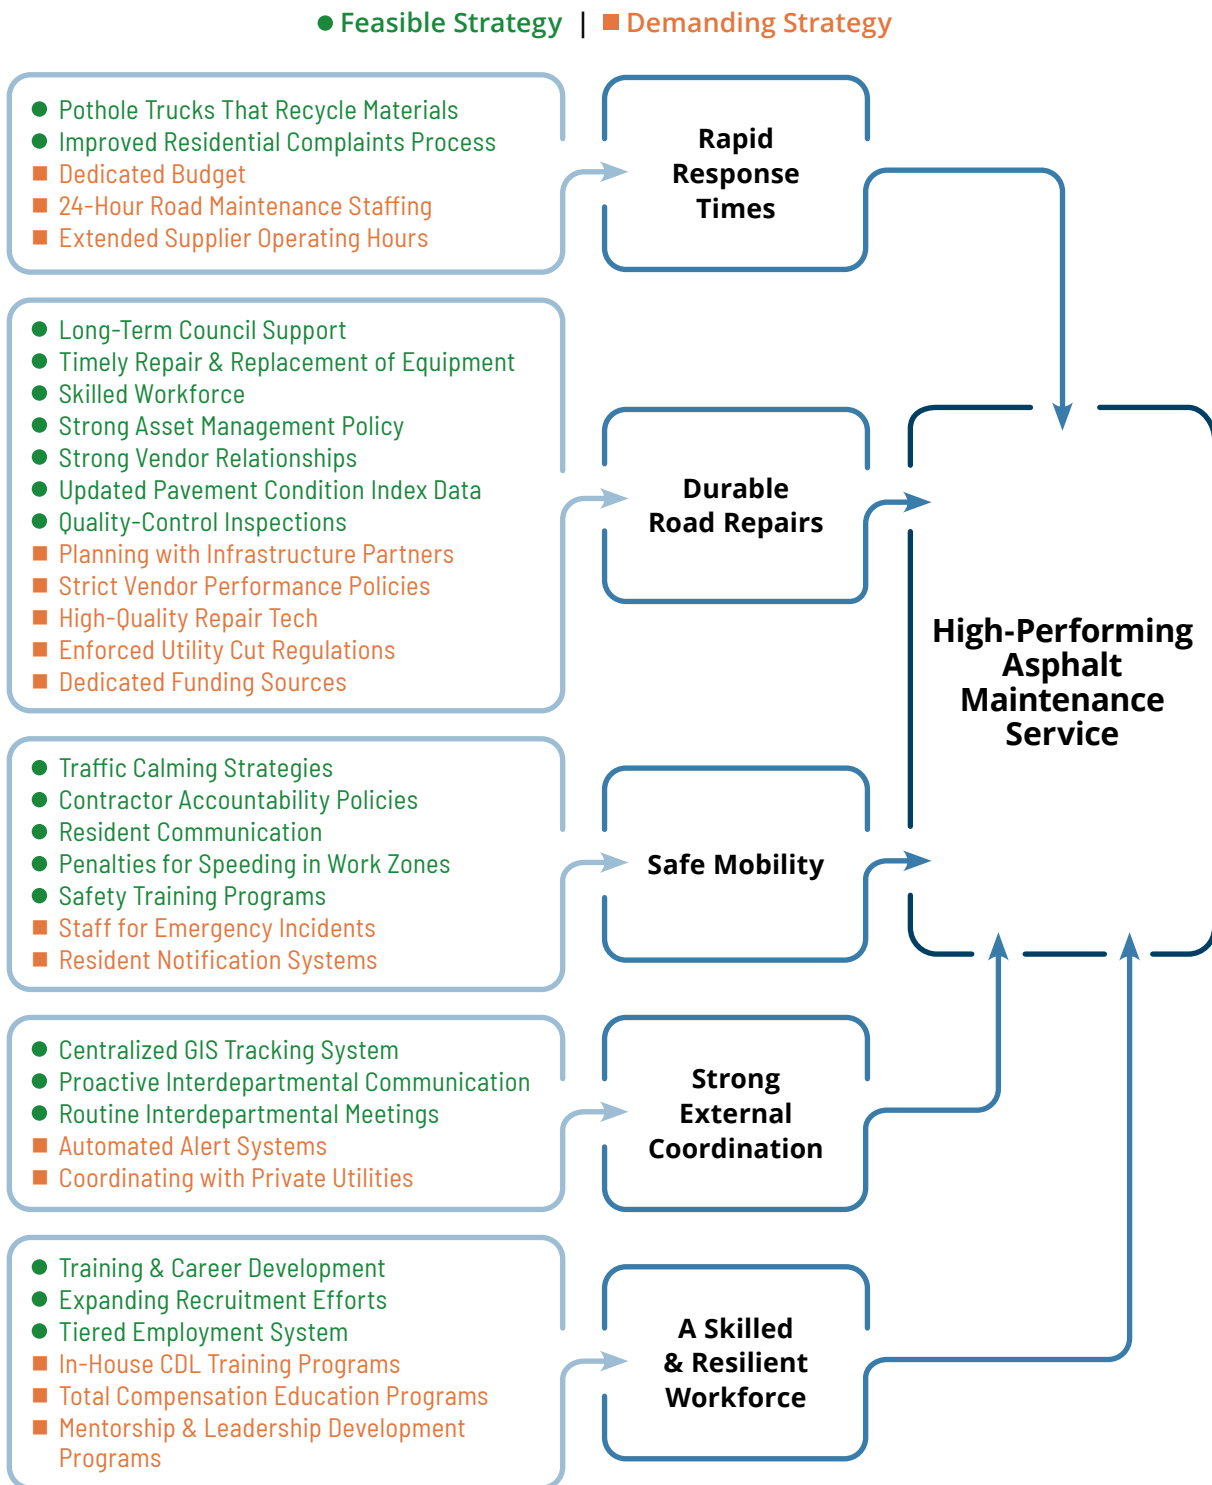 Feasible Strategy | Demanding Strategy
Pothole Trucks That Recycle Materials
Improved Residential Complaints Process
Dedicated Budget
24-Hour Road Maintenance Staffing
Extended Supplier Operating Hours
Rapid
Response
Times
Long-Term Council Support
Timely Repair & Replacement of Equipment
Skilled Workforce
Strong Asset Management Policy
Strong Vendor Relationships
Updated Pavement Condition Index Data
Quality-Control Inspections
Planning with Infrastructure Partners
Strict Vendor Performance Policies
High-Quality Repair Tech
Enforced Utility Cut Regulations
Dedicated Funding Sources
Durable
Road Repairs
Traffic Calming Strategies
Contractor Accountability Policies
Resident Communication
Penalties for Speeding in Work Zones
Safety Training Programs
Staff for Emergency Incidents
Resident Notification Systems
Safe Mobility
Centralized GIS Tracking System
Proactive Interdepartmental Communication
Routine Interdepartmental Meetings
Automated Alert Systems
Coordinating with Private Utilities
Strong
External
Coordination
Training & Career Development
Expanding Recruitment Efforts
Tiered Employment System
In-House CDL Training Programs
Total Compensation Education Programs
Mentorship & Leadership Development
Programs
A Skilled
& Resilient
Workforce
High-Performing
Asphalt
Maintenance
Service